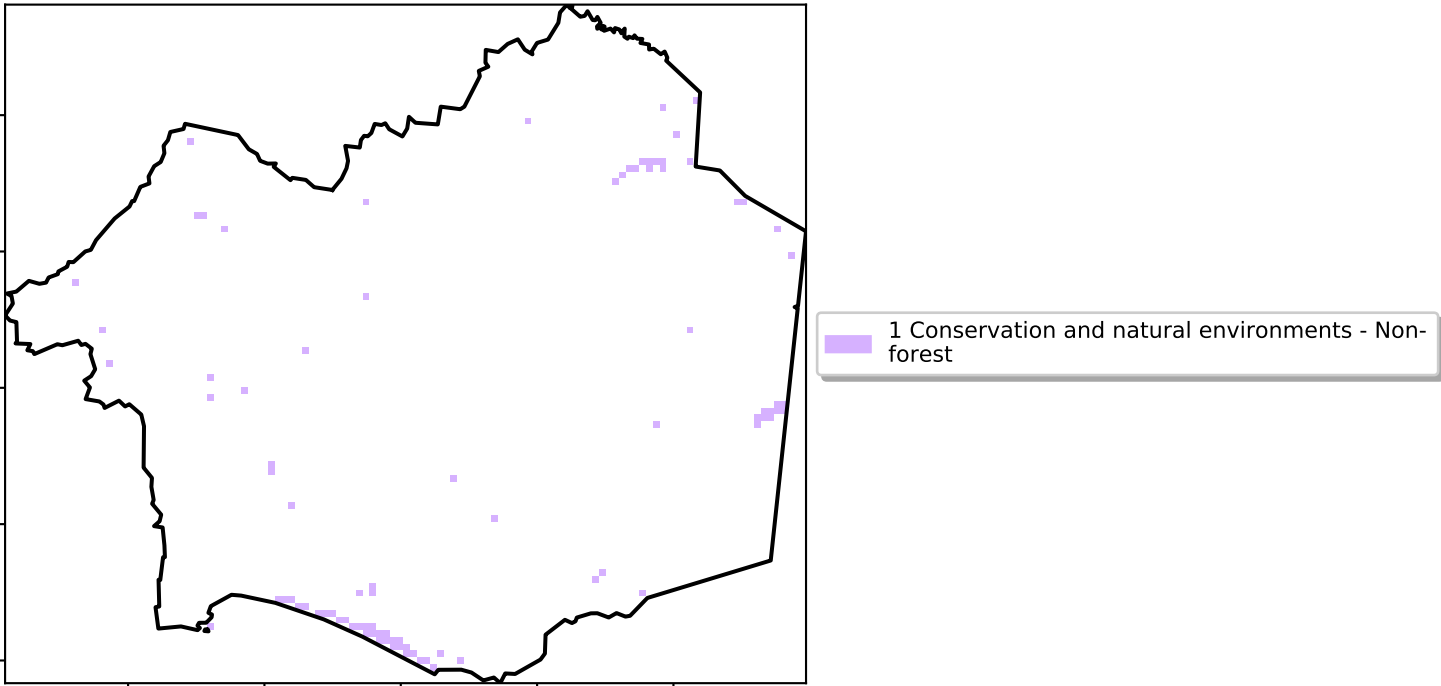 1 Conservation and natural environments - Non-
forest